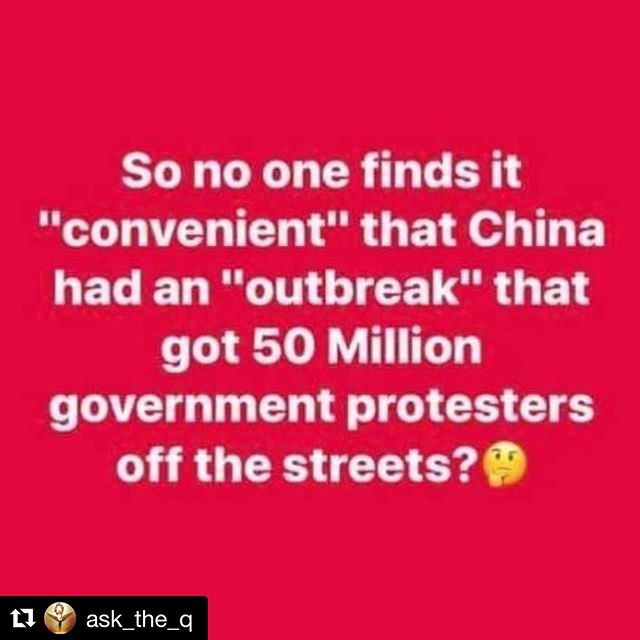 So no one finds it
"convenient" that China
had an "outbreak" that
got 50 Million
government protesters
off the streets?🤔
ask_the_q